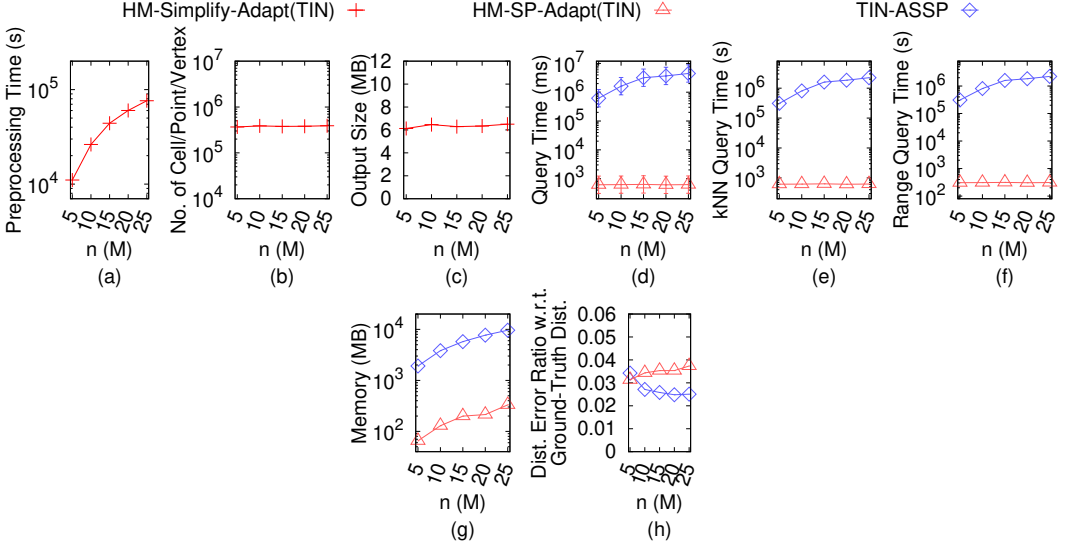 HM-Simplify-Adapt(TIN) HM-SP-Adapt(TIN) TIN-ASSP
Preprocessing Time (s)
10^5
10^4
5 10 15 20 25
n (M)
(a)
No. of Cell/Point/Vertex
10^7
10^6
10^5
10^4
5 10 15 20 25
n (M)
(b)
Output Size (MB)
12
10
8
6
4
2
0
5 10 15 20 25
n (M)
(c)
Query Time (ms)
10^7
10^6
10^5
10^4
10^3
5 10 15 20 25
n (M)
(d)
kNN Query Time (s)
10^6
10^5
10^4
10^3
5 10 15 20 25
n (M)
(e)
Range Query Time (s)
10^6
10^5
10^4
10^3
10^2
5 10 15 20 25
n (M)
(f)
Memory (MB)
10^4
10^3
10^2
5 10 15 20 25
n (M)
(g)
Dist. Error Ratio w.r.t.
Ground-Truth Dist.
0.06
0.05
0.04
0.03
0.02
0.01
0
5 10 15 20 25
n (M)
(h)